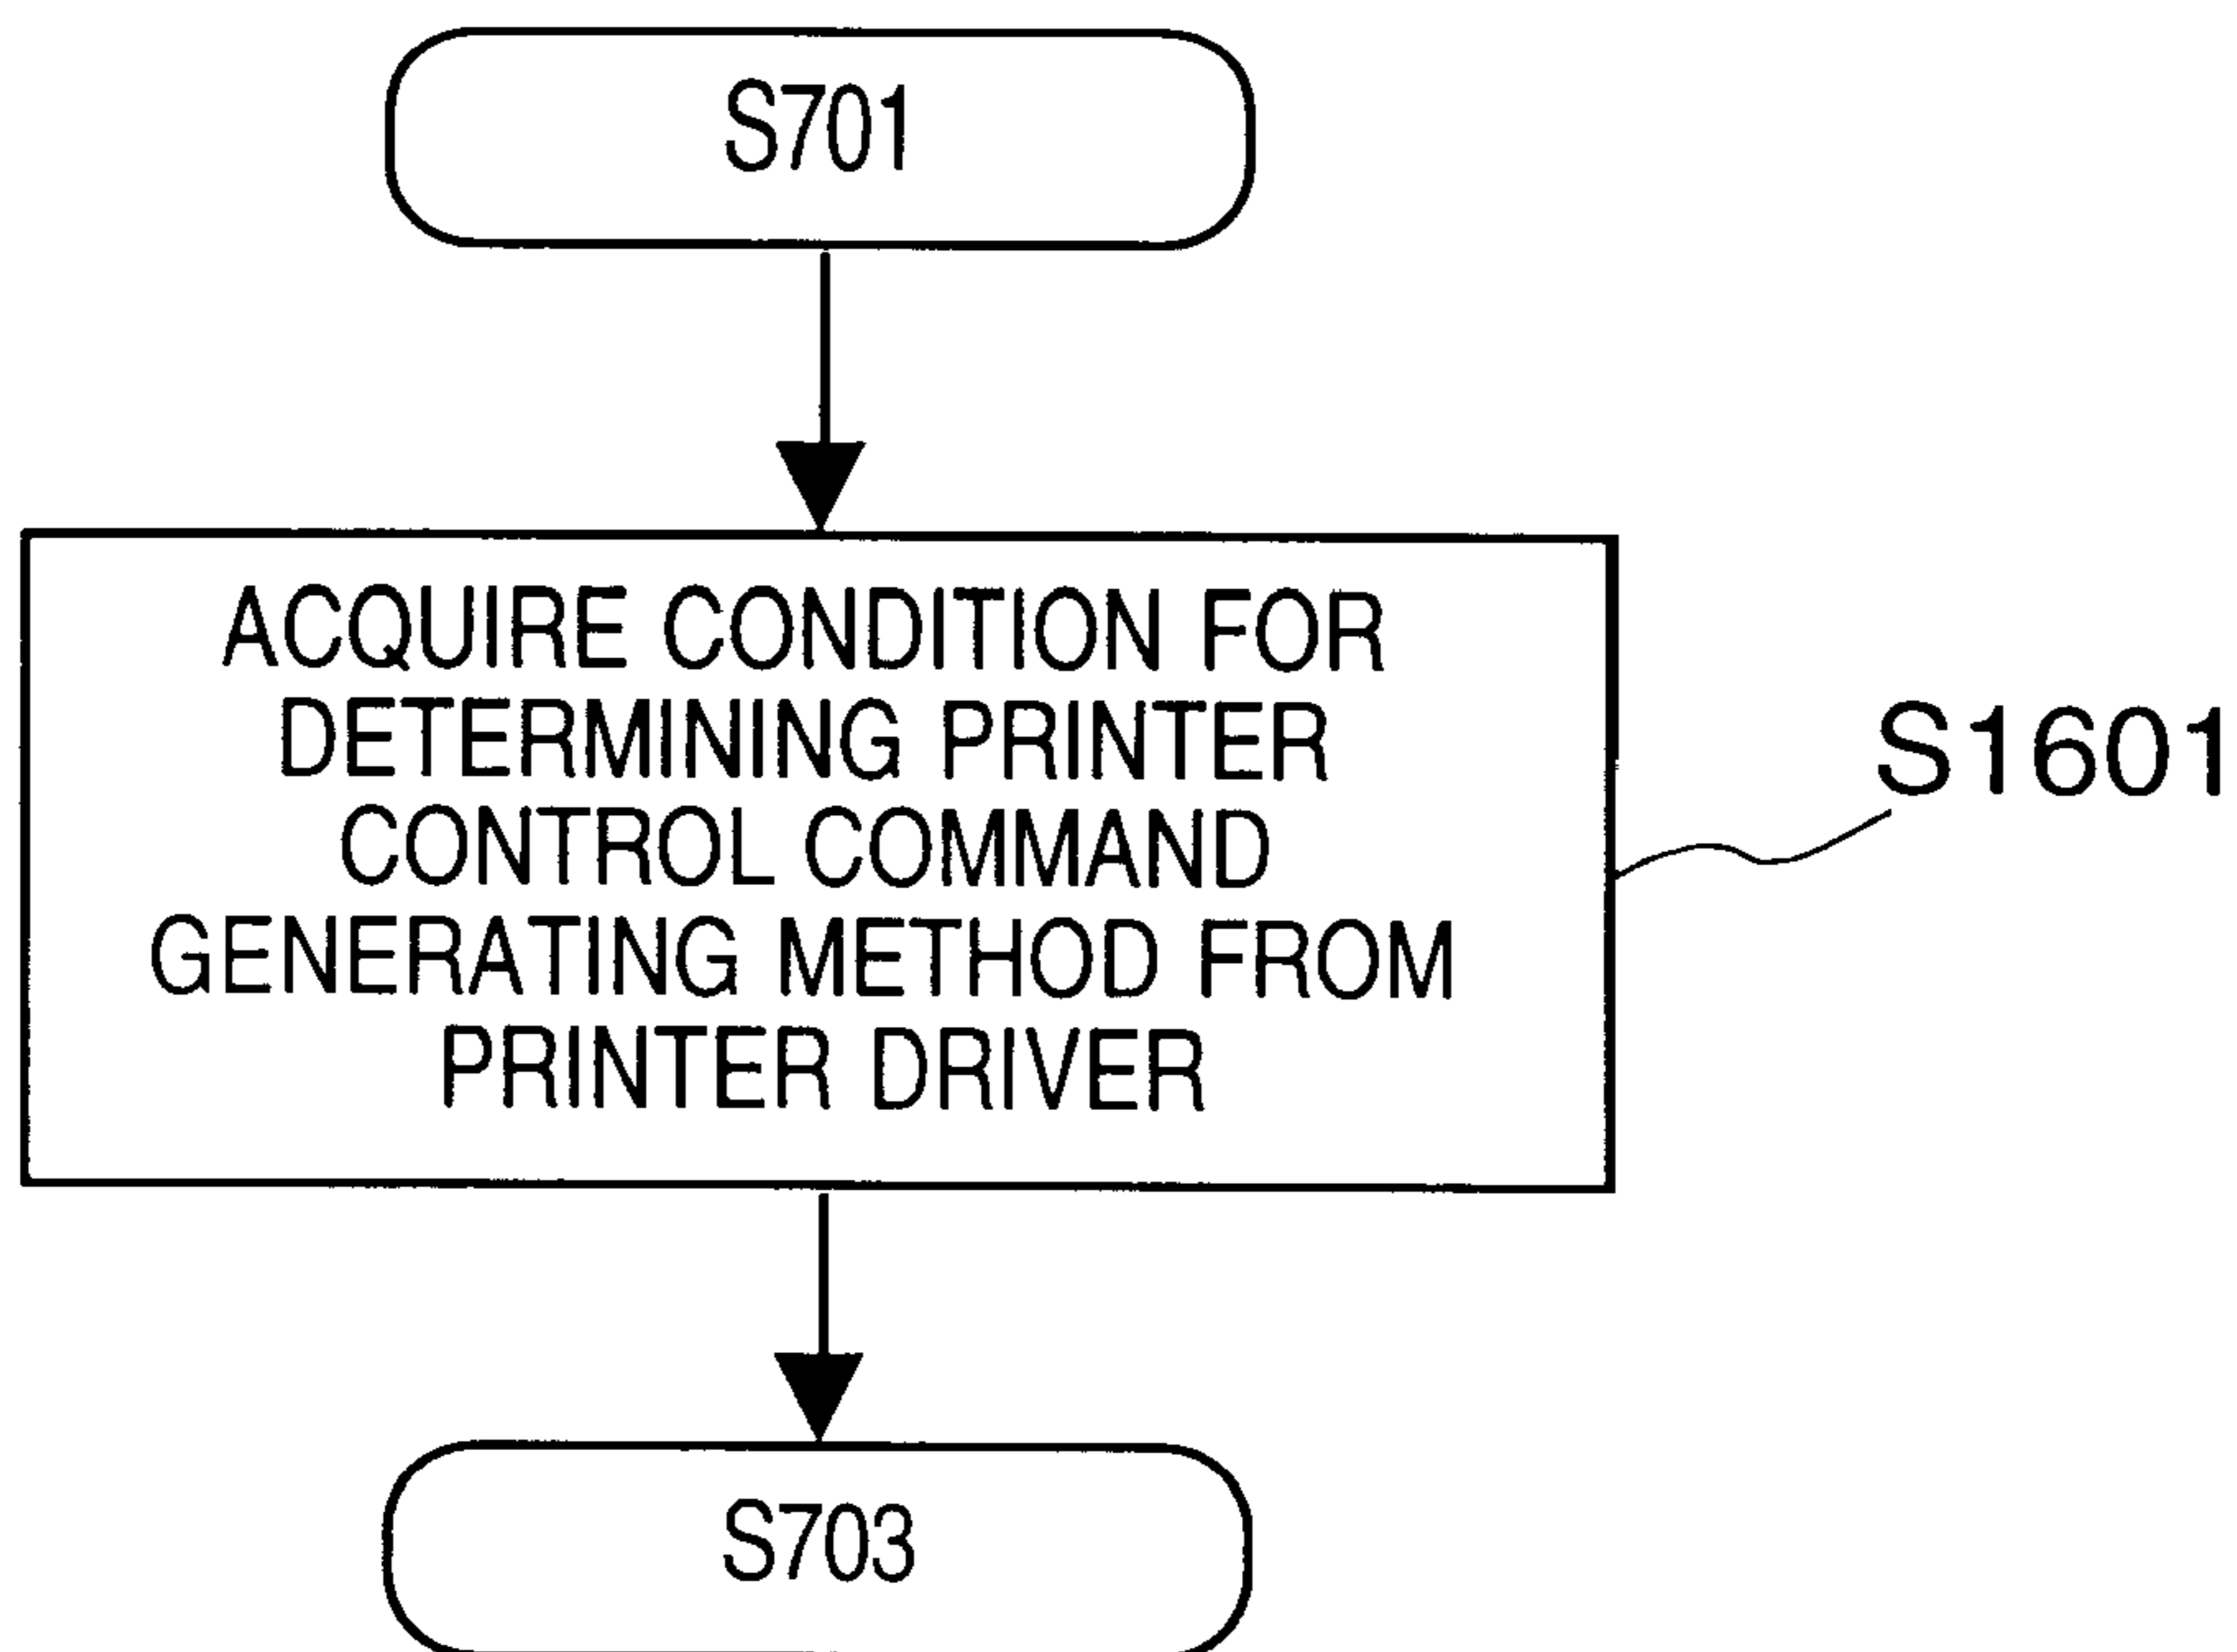 S701
ACQUIRE CONDITION FOR
DETERMINING PRINTER
CONTROL COMMAND
GENERATING METHOD FROM
PRINTER DRIVER
S1601
S703